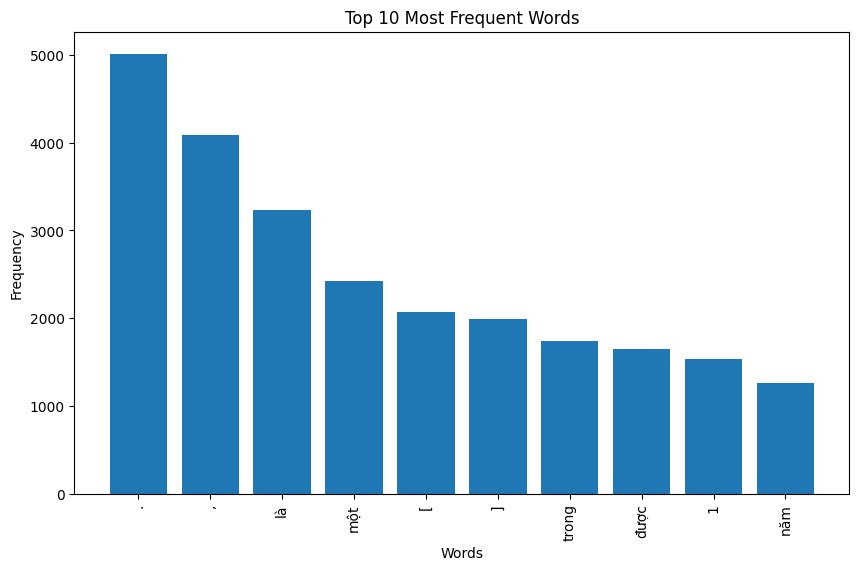 Top 10 Most Frequent Words
Frequency
5000
4000
3000
2000
1000
0
.
,
là
một
[
]
trong
được
1
năm
Words